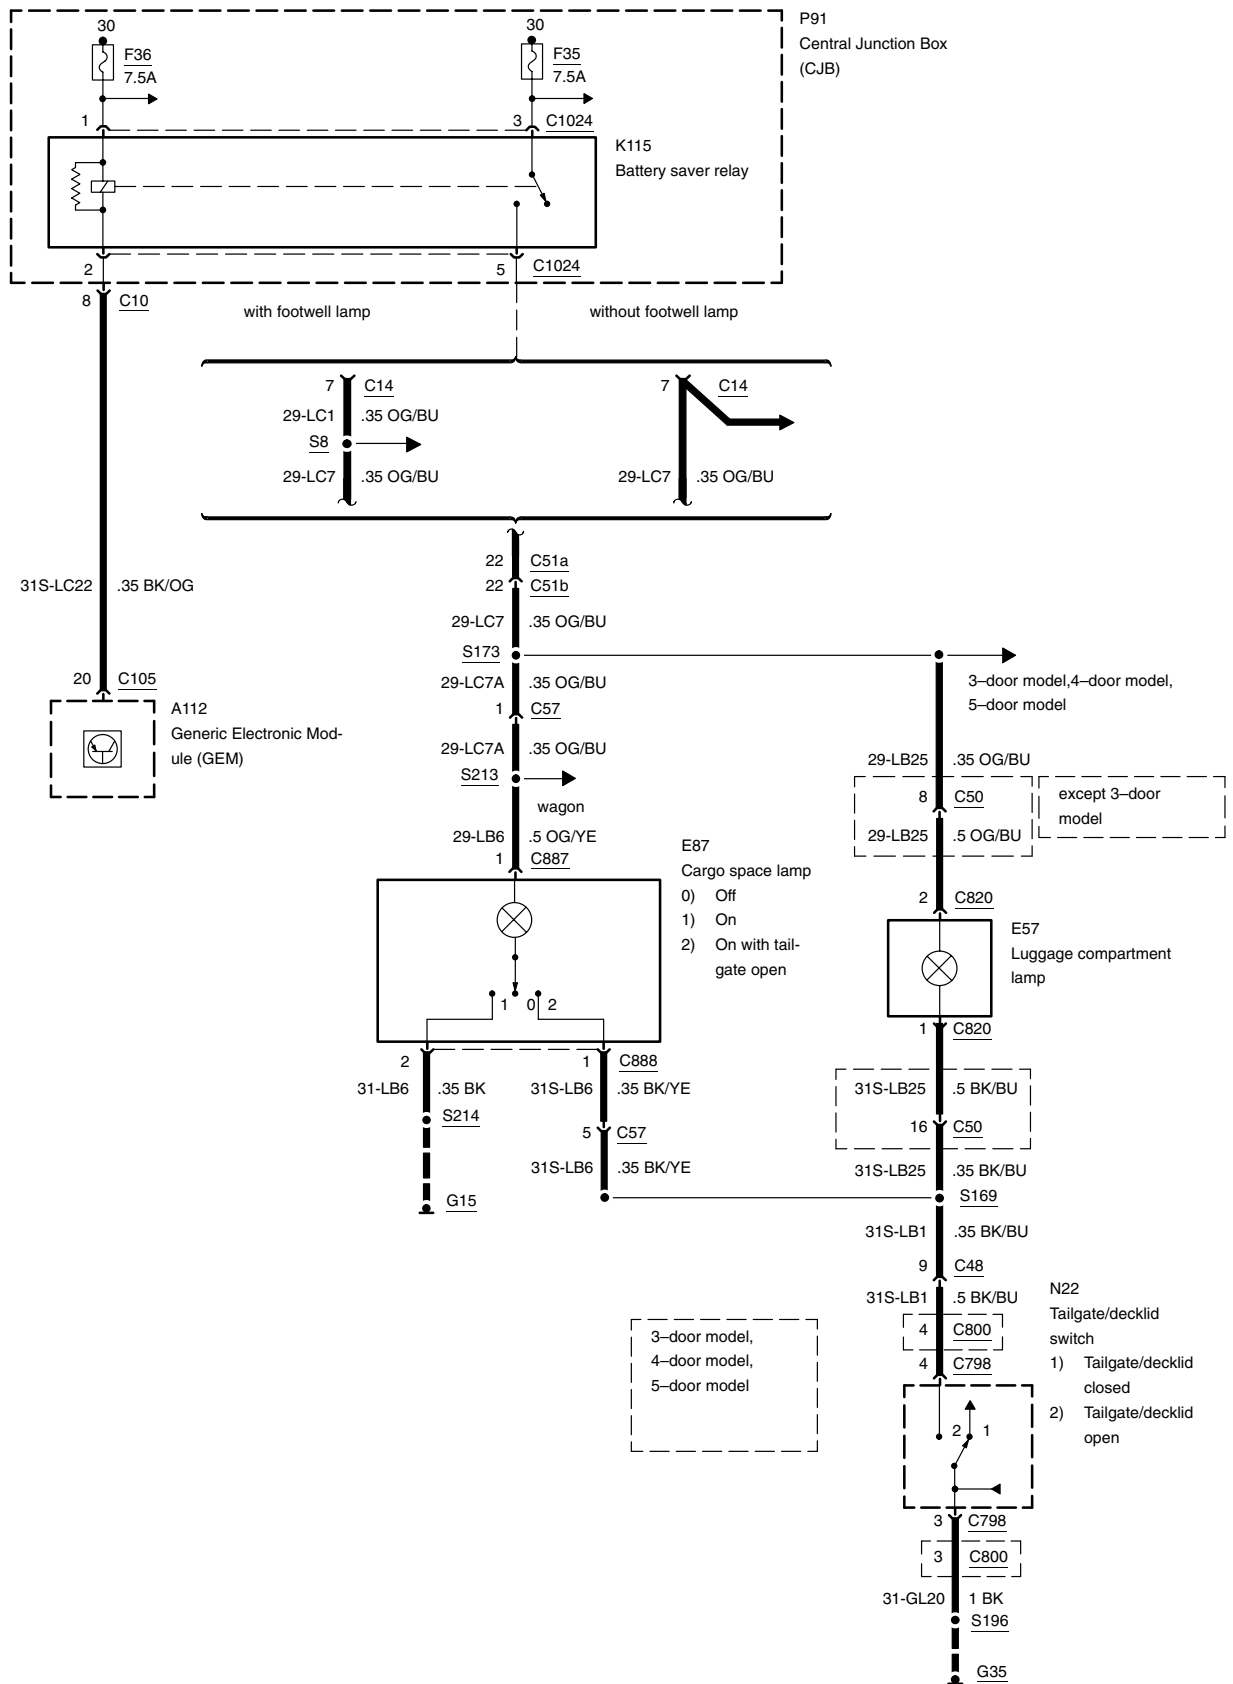 30
F36
7.5A
30
F35
7.5A
P91
Central Junction Box
(CJB)
1
3 C1024
K115
Battery saver relay
2
5 C1024
8 C10
with footwell lamp
without footwell lamp
7 C14
29-LC1 .35 OG/BU
S8
29-LC7 .35 OG/BU
7 C14
29-LC7 .35 OG/BU
31S-LC22 .35 BK/OG
20 C105
A112
Generic Electronic Mod-
ule (GEM)
22 C51a
22 C51b
29-LC7 .35 OG/BU
S173
29-LC7A .35 OG/BU
1 C57
29-LC7A .35 OG/BU
S213
wagon
29-LB6 .5 OG/YE
1 C887
3–door model,4–door model,
5–door model
29-LB25 .35 OG/BU
8 C50
29-LB25 .5 OG/BU
except 3–door
model
E87
Cargo space lamp
0) Off
1) On
2) On with tail-
gate open
1 0 2
2 C820
E57
Luggage compartment
lamp
1 C820
2
1 C888
31-LB6 .35 BK
31S-LB6 .35 BK/YE
S214
5 C57
31S-LB6 .35 BK/YE
G15
31S-LB25 .5 BK/BU
16 C50
31S-LB25 .35 BK/BU
S169
31S-LB1 .35 BK/BU
9 C48
31S-LB1 .5 BK/BU
4 C800
4 C798
3–door model,
4–door model,
5–door model
N22
Tailgate/decklid
switch
1) Tailgate/decklid
closed
2) Tailgate/decklid
open
2 1
3 C798
3 C800
31-GL20 1 BK
S196
G35